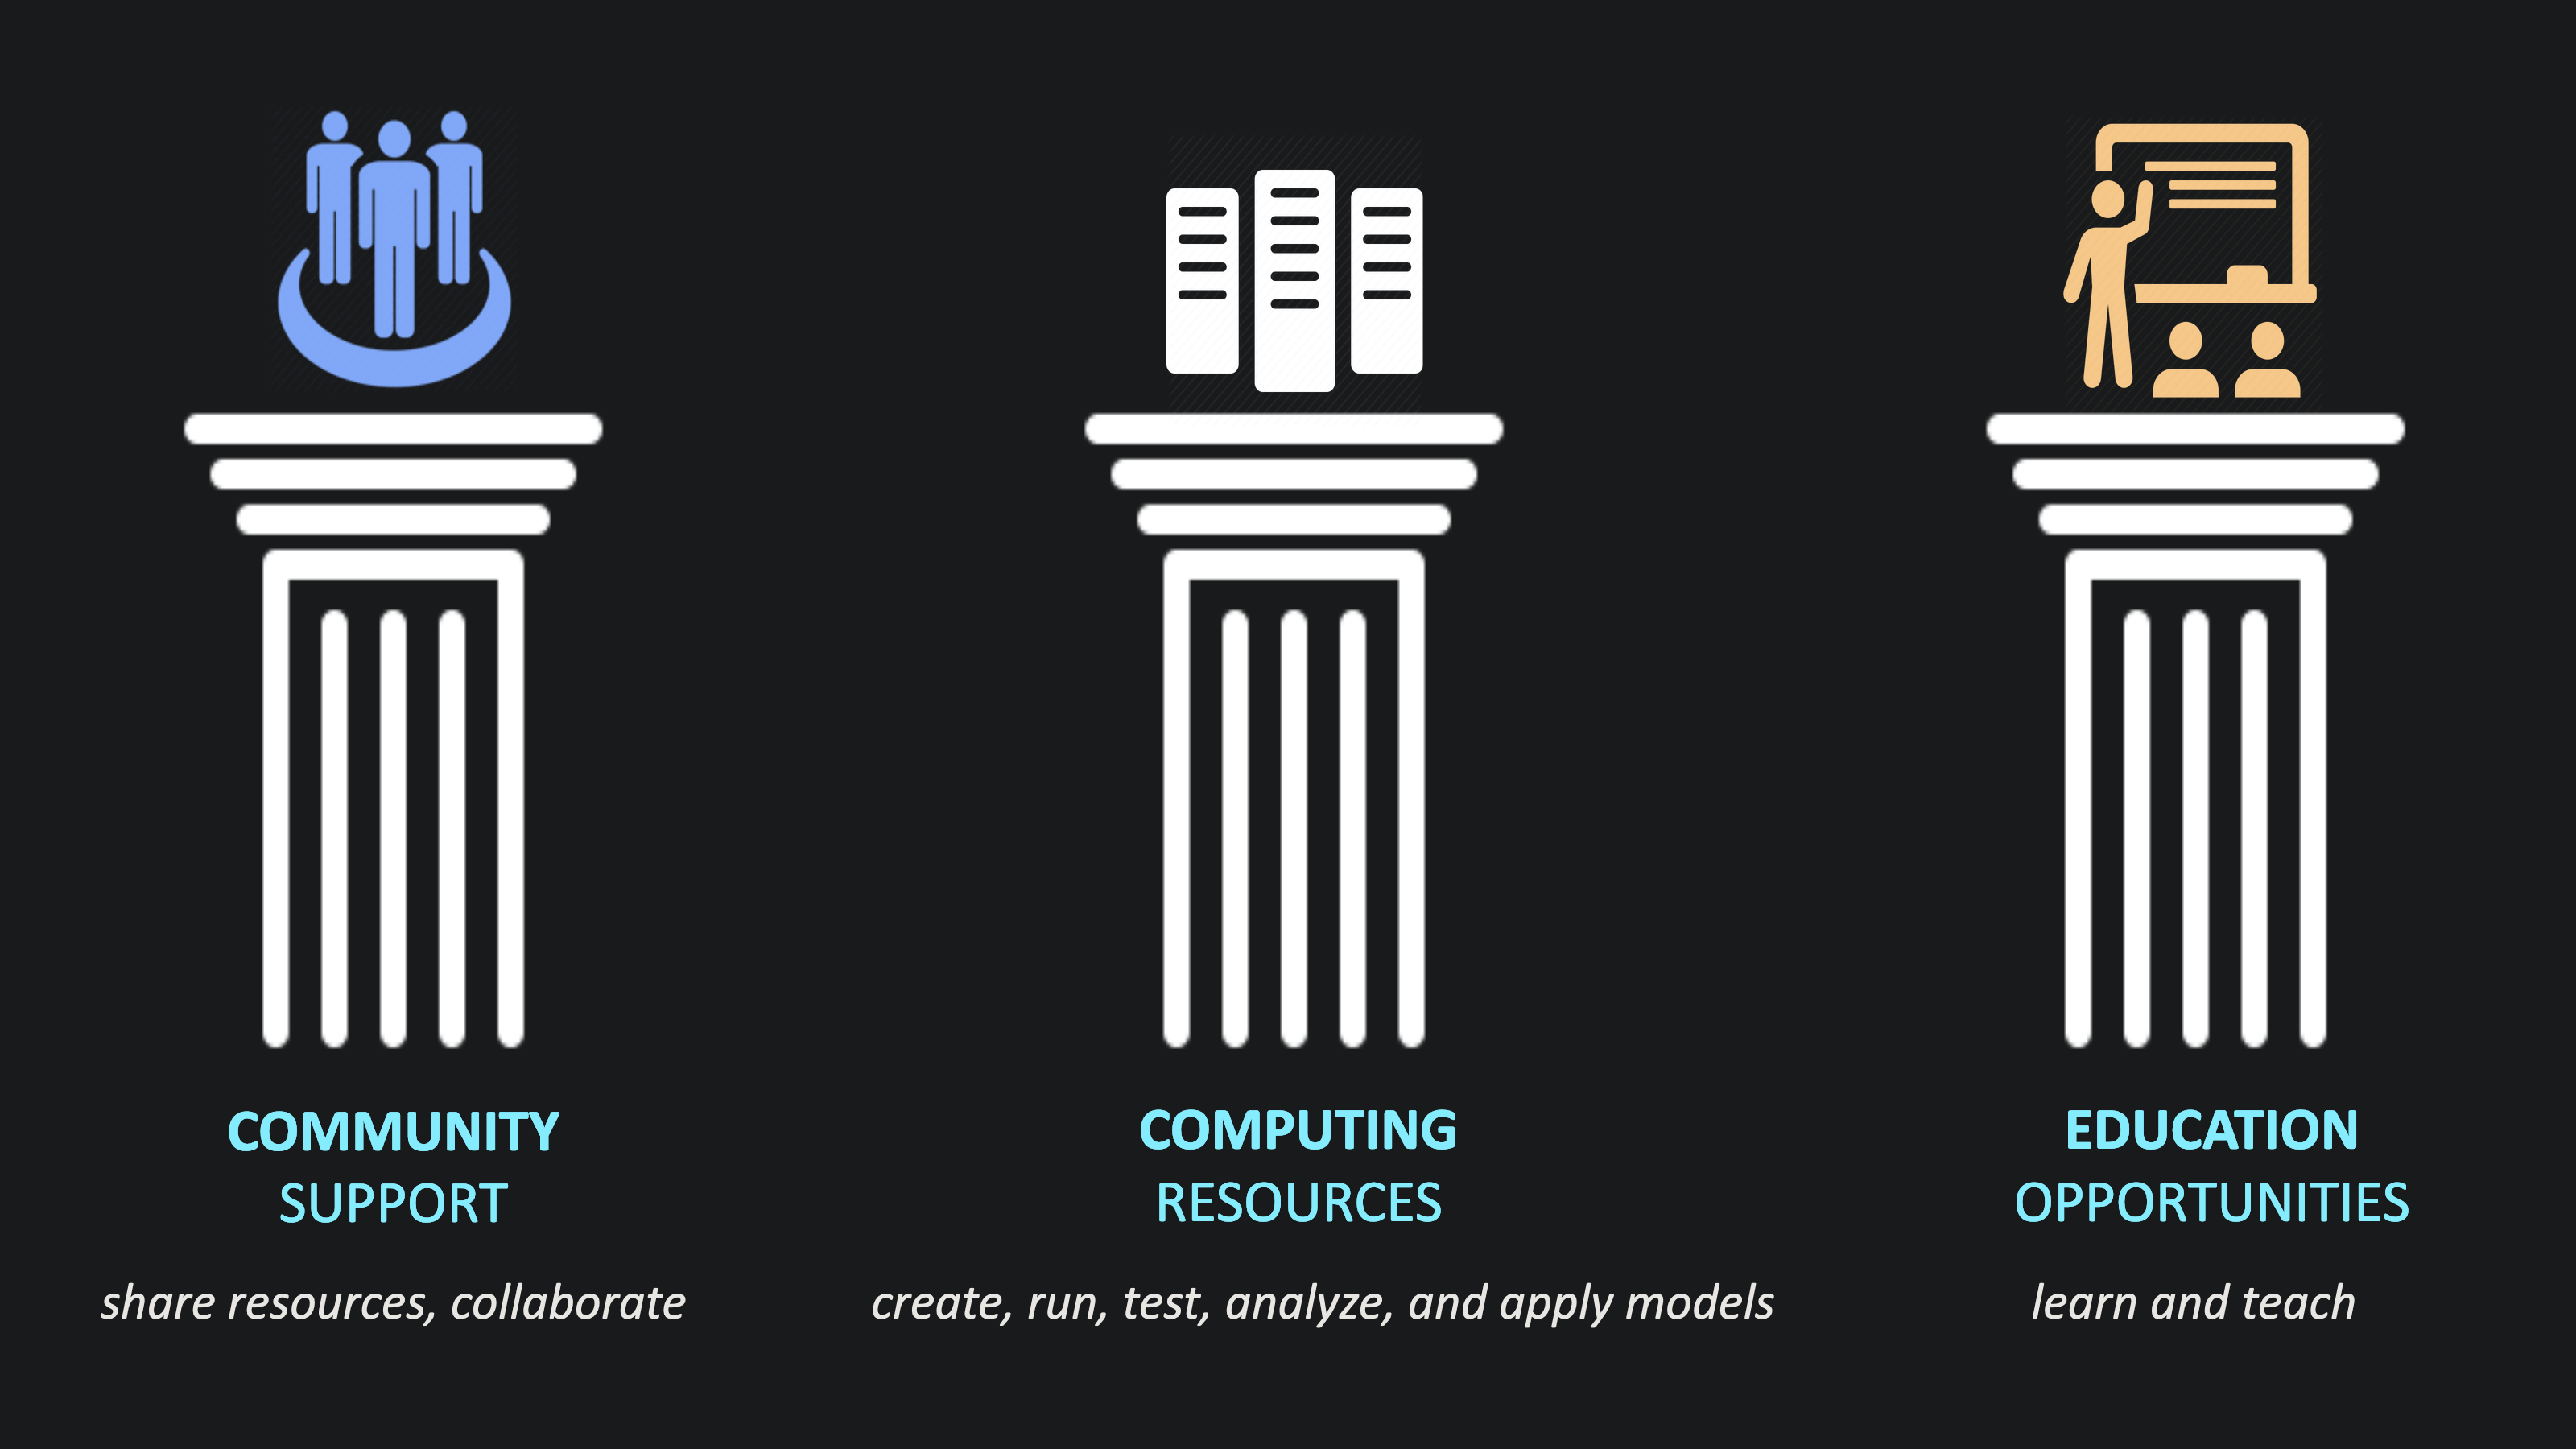 COMMUNITY
SUPPORT
share resources, collaborate
COMPUTING
RESOURCES
create, run, test, analyze, and apply models
EDUCATION
OPPORTUNITIES
learn and teach